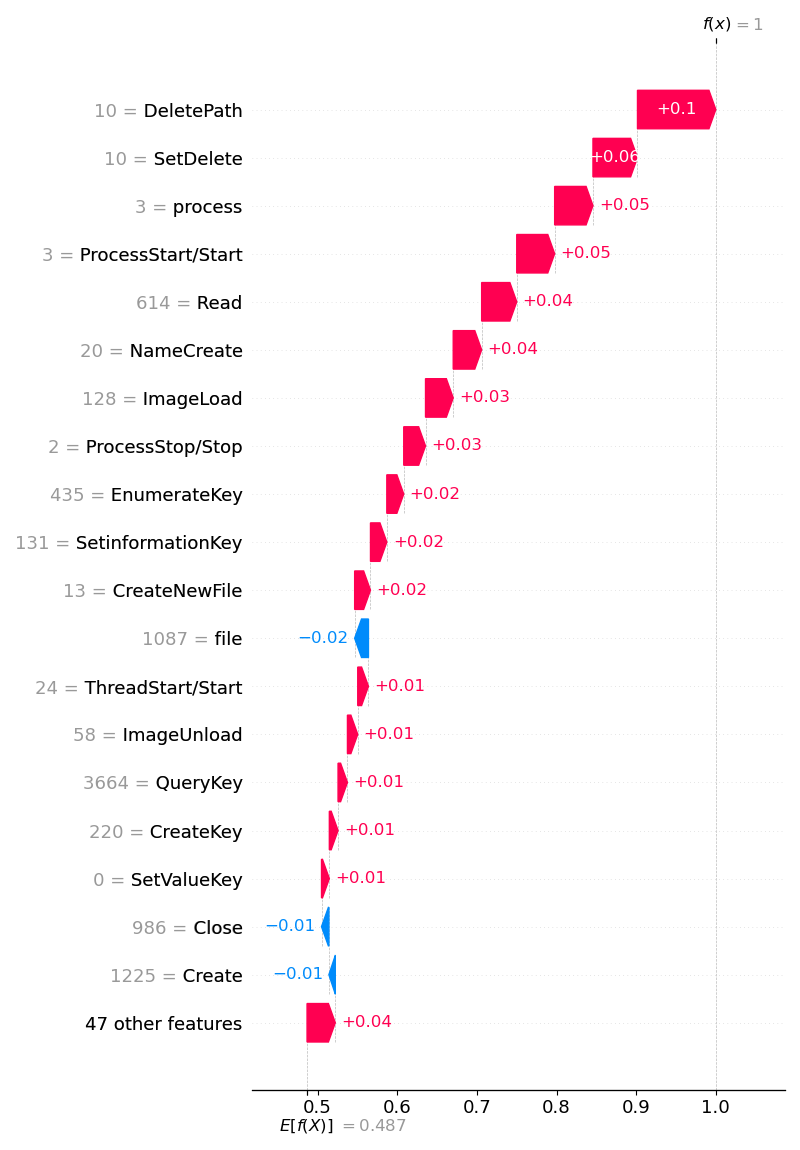 f(x) = 1
10 = DeletePath +0.1
10 = SetDelete +0.06
3 = process +0.05
3 = ProcessStart/Start +0.05
614 = Read +0.04
20 = NameCreate +0.04
128 = ImageLoad +0.03
2 = ProcessStop/Stop +0.03
435 = EnumerateKey +0.02
131 = SetinformationKey +0.02
13 = CreateNewFile +0.02
1087 = file −0.02
24 = ThreadStart/Start +0.01
58 = ImageUnload +0.01
3664 = QueryKey +0.01
220 = CreateKey +0.01
0 = SetValueKey +0.01
986 = Close −0.01
1225 = Create −0.01
47 other features +0.04
0.5 0.6 0.7 0.8 0.9 1.0
E[f(X)] = 0.487